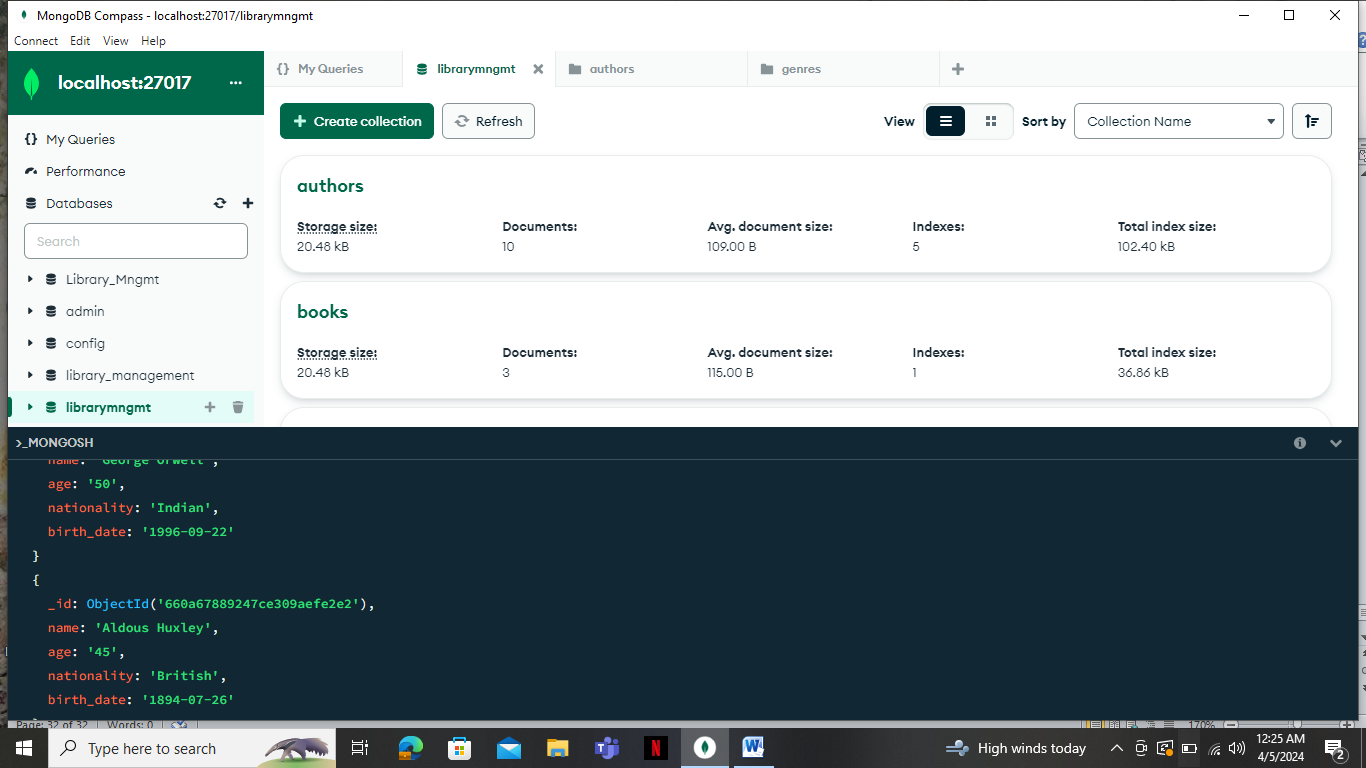 MongoDB Compass - localhost:27017/librarymngmt
Connect Edit View Help
localhost:27017 ...
{} My Queries librarymngmt authors genres +
+ Create collection Refresh View Sort by Collection Name
{} My Queries
Performance
Databases
Search
Library_Mngmt
admin
config
library_management
librarymngmt
authors
Storage size: Documents: Avg. document size: Indexes: Total index size:
20.48 kB 10 109.00 B 5 102.40 kB
books
Storage size: Documents: Avg. document size: Indexes: Total index size:
20.48 kB 3 115.00 B 1 36.86 kB
>_MONGOSH
name: 'George Orwell',
age: '50',
nationality: 'Indian',
birth_date: '1996-09-22'
}
{
_id: ObjectId('660a67889247ce309aefe2e2'),
name: 'Aldous Huxley',
age: '45',
nationality: 'British',
birth_date: '1894-07-26'
Page: 32 of 32 Words: 0 170%
Type here to search
High winds today
12:25 AM
4/5/2024
2